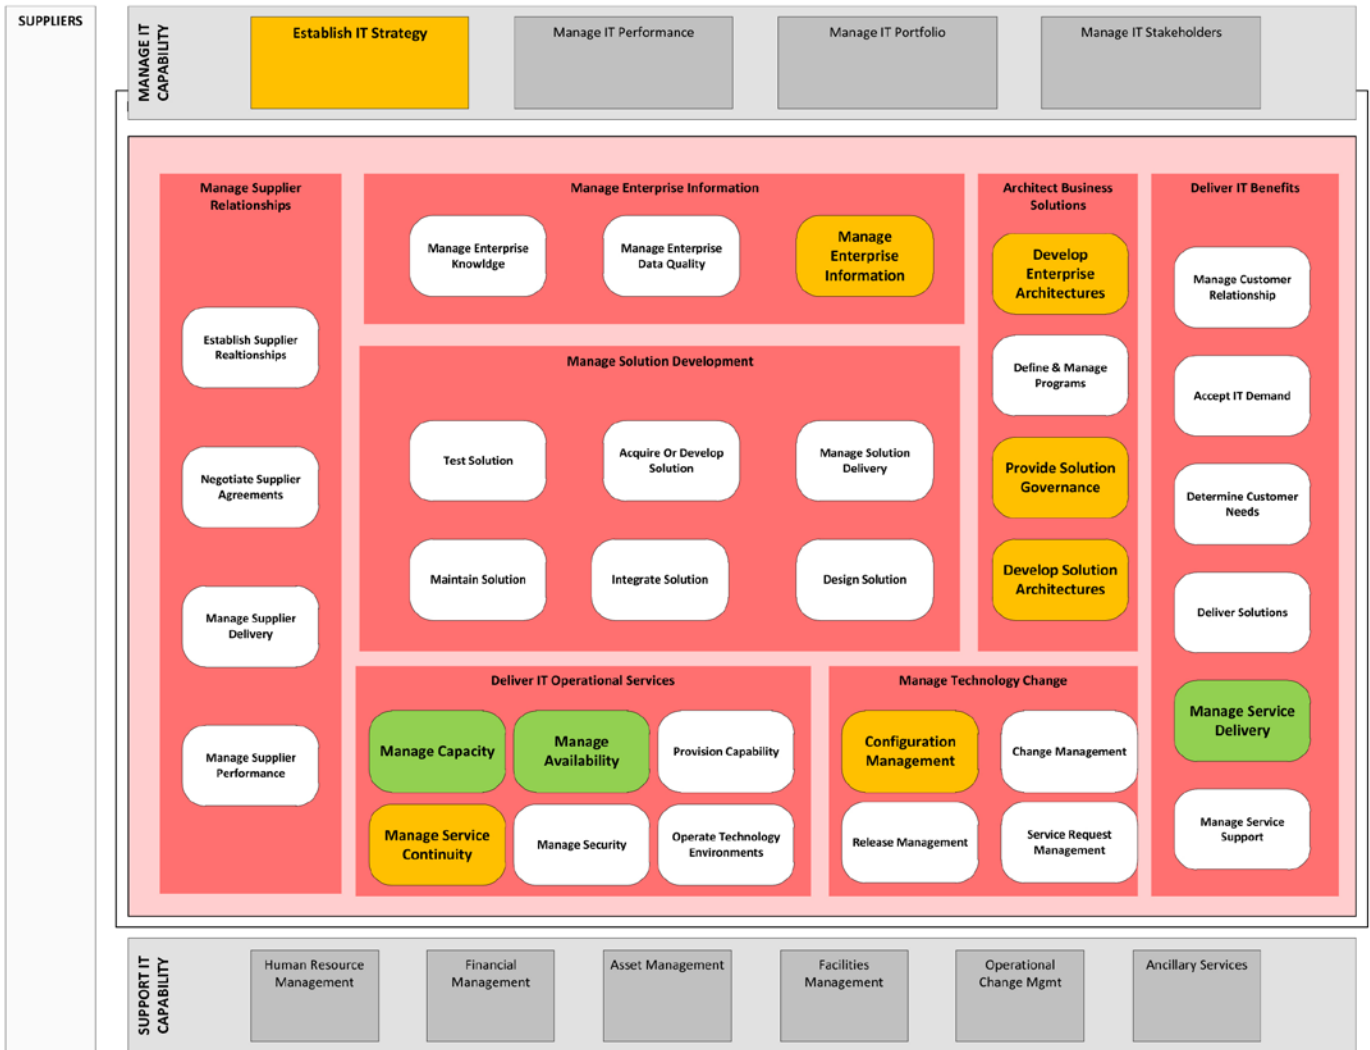 SUPPLIERS
MANAGE IT
CAPABILITY
Establish IT Strategy
Manage IT Performance
Manage IT Portfolio
Manage IT Stakeholders
Manage Supplier
Relationships
Establish Supplier
Realtionships
Negotiate Supplier
Agreements
Manage Supplier
Delivery
Manage Supplier
Performance
Manage Enterprise Information
Manage Enterprise
Knowldge
Manage Enterprise
Data Quality
Manage
Enterprise
Information
Manage Solution Development
Test Solution
Acquire Or Develop
Solution
Manage Solution
Delivery
Maintain Solution
Integrate Solution
Design Solution
Architect Business
Solutions
Develop
Enterprise
Architectures
Define & Manage
Programs
Provide Solution
Governance
Develop Solution
Architectures
Deliver IT Benefits
Manage Customer
Relationship
Accept IT Demand
Determine Customer
Needs
Deliver Solutions
Manage Service
Delivery
Manage Service
Support
Deliver IT Operational Services
Manage Capacity
Manage
Availability
Provision Capability
Manage Service
Continuity
Manage Security
Operate Technology
Environments
Manage Technology Change
Configuration
Management
Change Management
Release Management
Service Request
Management
SUPPORT IT
CAPABILITY
Human Resource
Management
Financial
Management
Asset Management
Facilities
Management
Operational
Change Mgmt
Ancillary Services